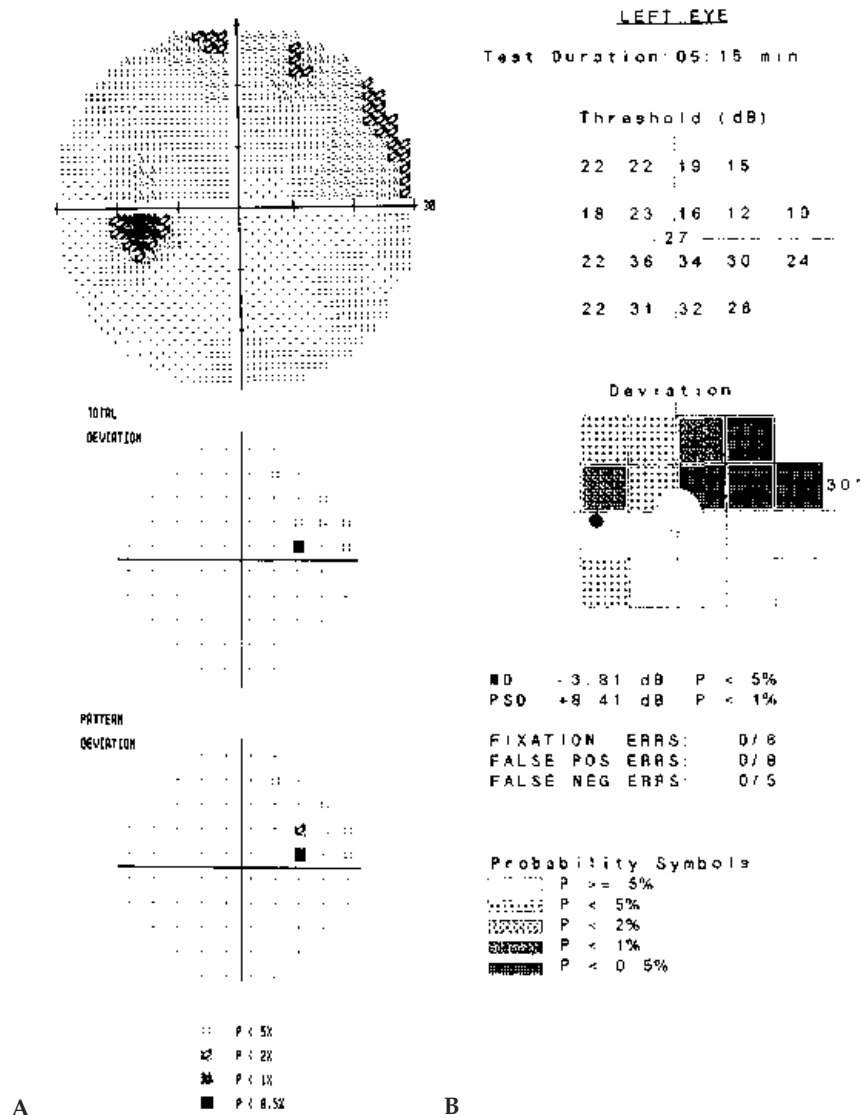 30
TOTAL
DEVIATION
PATTERN
DEVIATION
:: P < 5%
P < 2%
P < 1%
■ P < 0.5%
A
LEFT EYE
Test Duration 05:15 min
Threshold (dB)
22 22 19 15
18 23 16 12 10
27
22 36 34 30 24
22 31 32 26
Deviation
30°
MD -3.81 dB P < 5%
PSD +8.41 dB P < 1%
FIXATION ERRS: 0/6
FALSE POS ERRS: 0/8
FALSE NEG ERRS: 0/5
Probability Symbols
P >= 5%
P < 5%
P < 2%
P < 1%
P < 0.5%
B